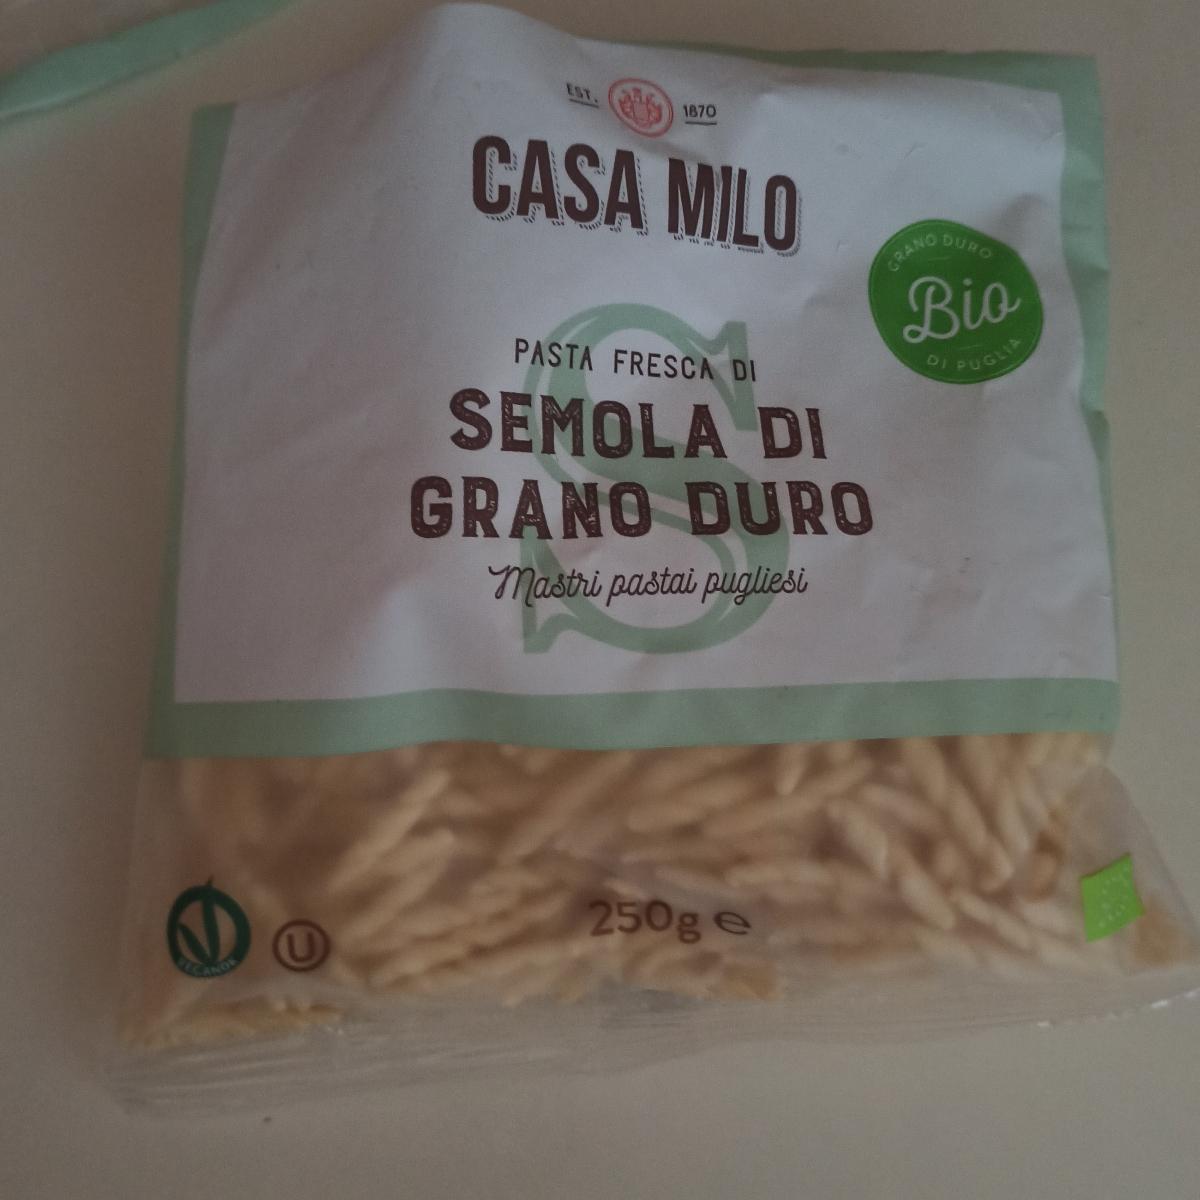 EST. 1870
CASA MILO
GRANO DURO
Bio
DI PUGLIA
PASTA FRESCA DI
SEMOLA DI
GRANO DURO
Mastri pastai pugliesi
VEGANOK
U
250g e